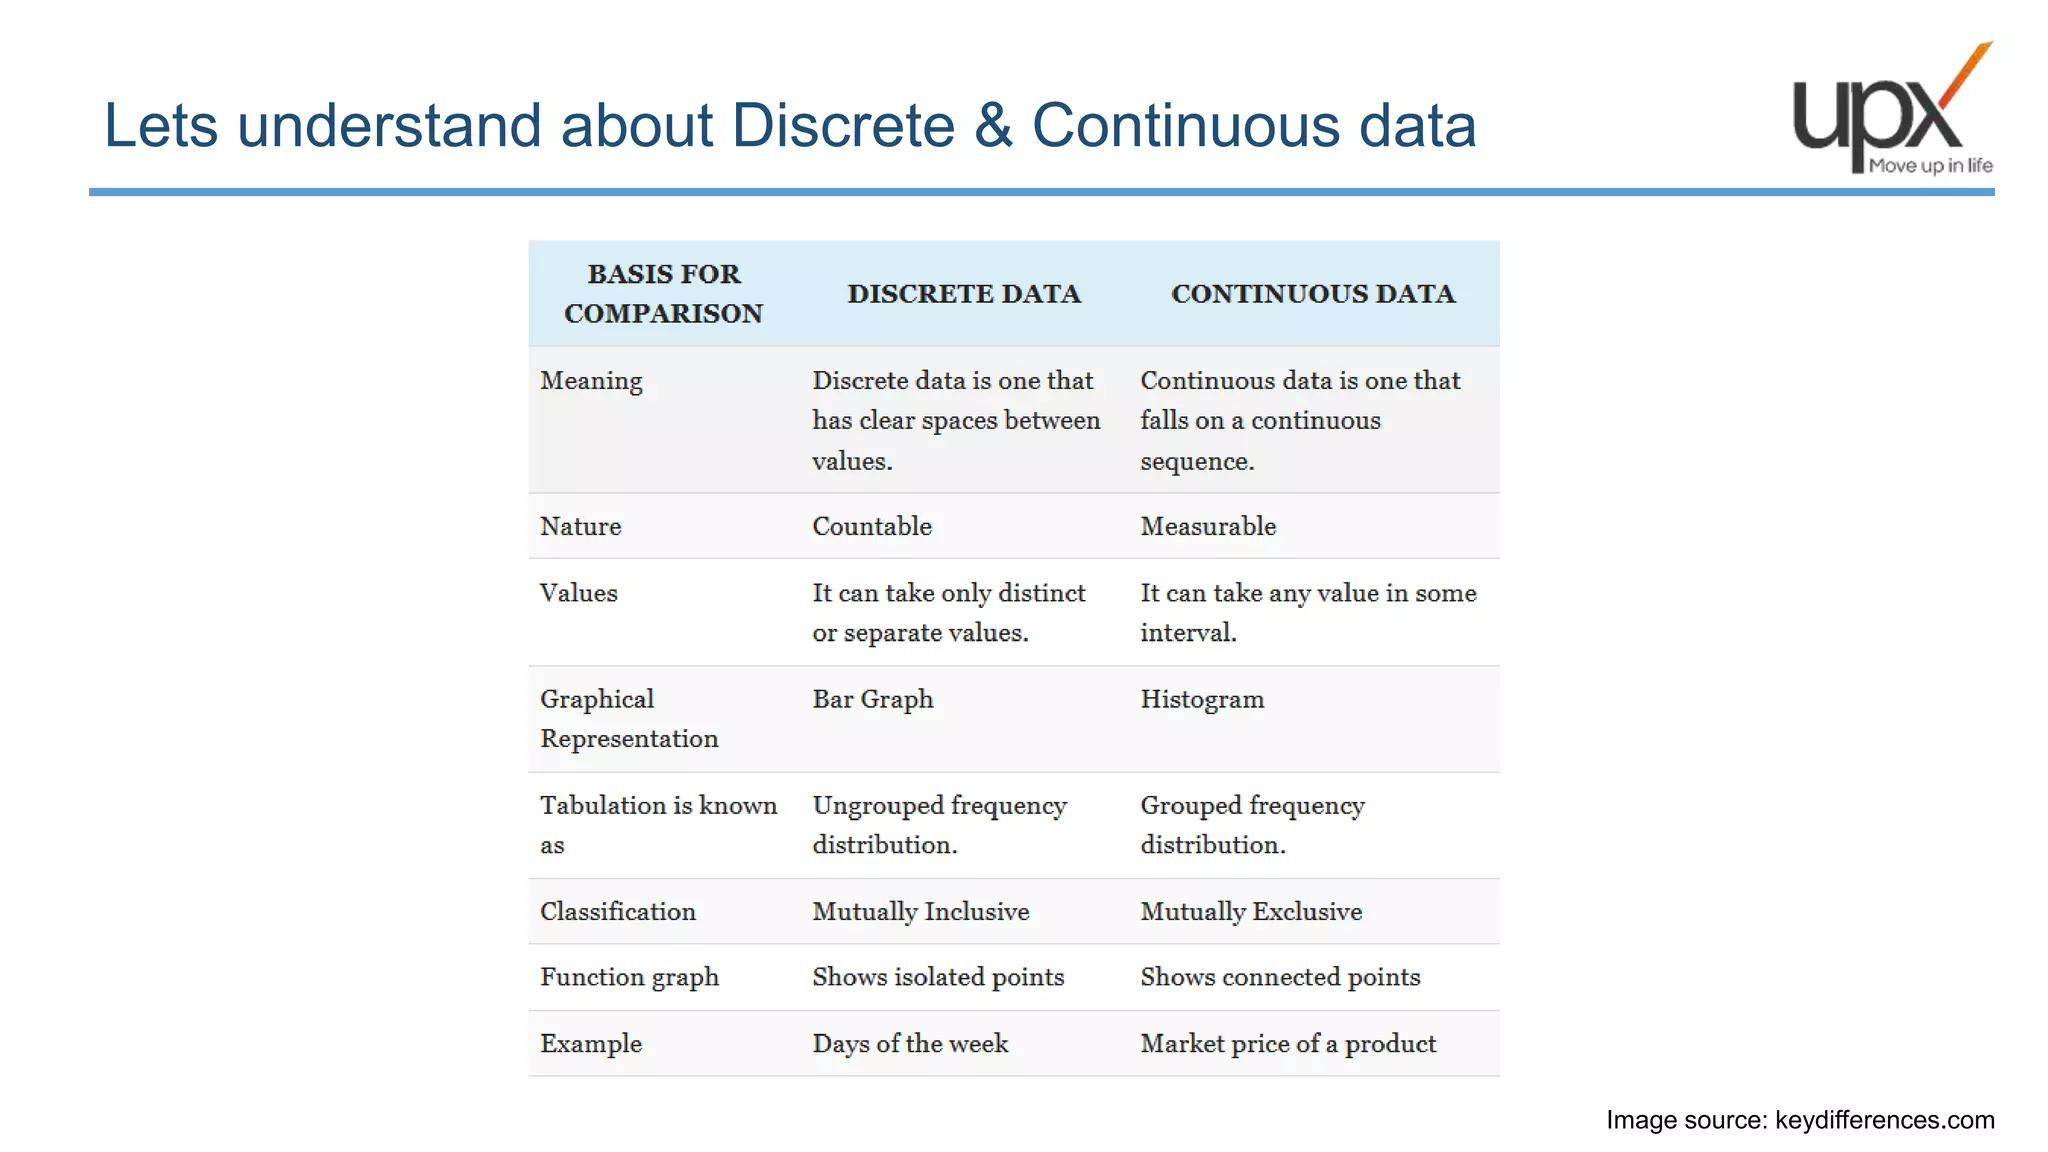 Lets understand about Discrete & Continuous data
upx
Move up in life
BASIS FOR
COMPARISON
DISCRETE DATA
CONTINUOUS DATA
Meaning
Discrete data is one that
has clear spaces between
values.
Continuous data is one that
falls on a continuous
sequence.
Nature
Countable
Measurable
Values
It can take only distinct
or separate values.
It can take any value in some
interval.
Graphical
Representation
Bar Graph
Histogram
Tabulation is known
as
Ungrouped frequency
distribution.
Grouped frequency
distribution.
Classification
Mutually Inclusive
Mutually Exclusive
Function graph
Shows isolated points
Shows connected points
Example
Days of the week
Market price of a product
Image source: keydifferences.com